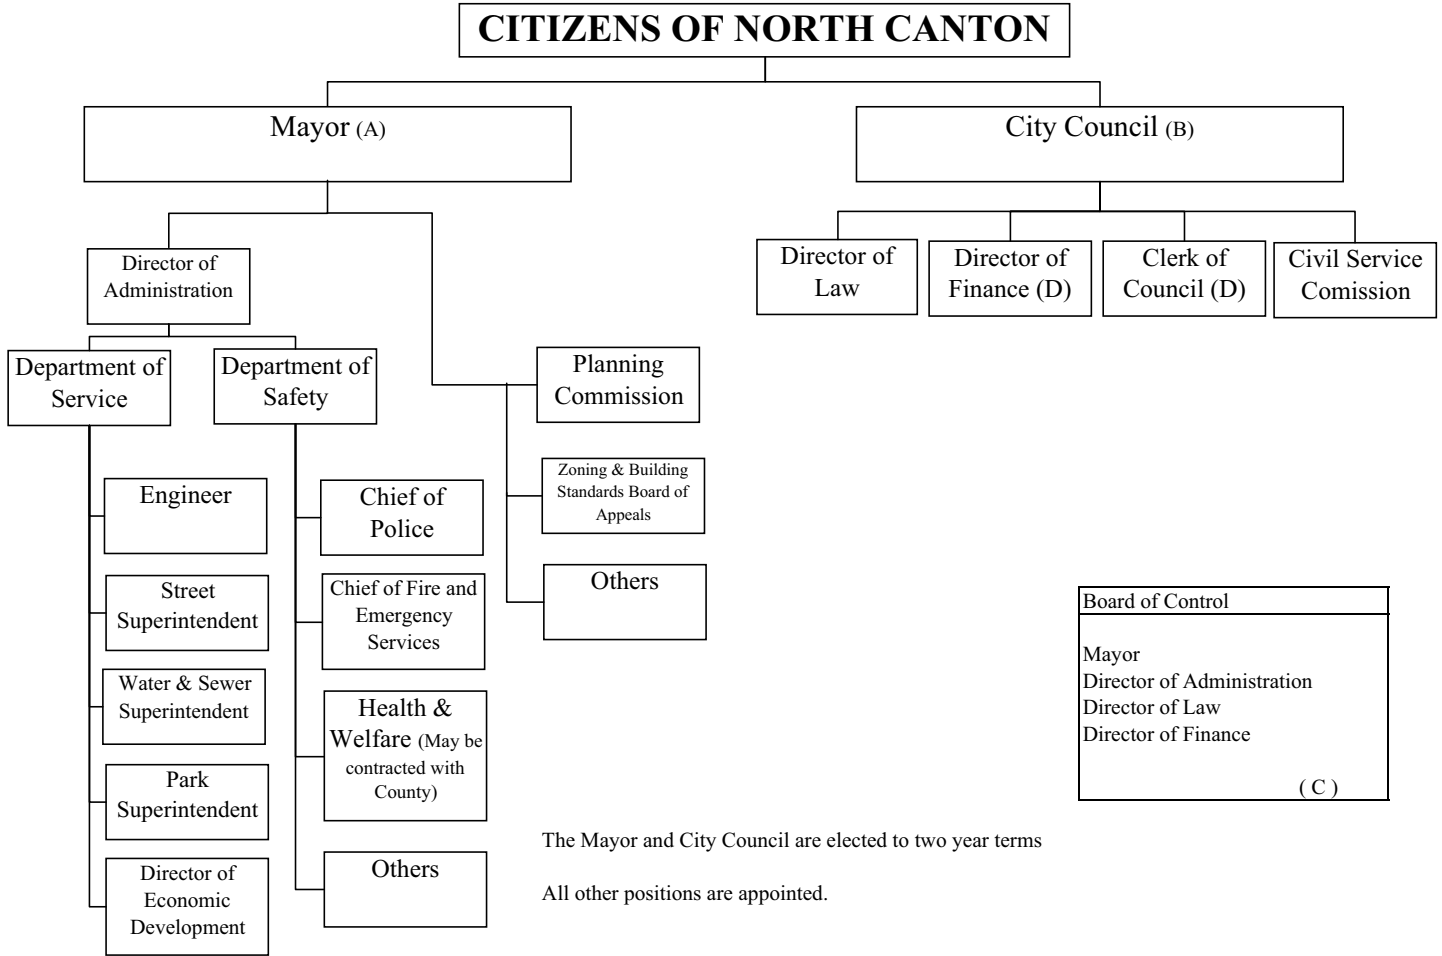 CITIZENS OF NORTH CANTON
Mayor (A)
City Council (B)
Director of
Administration
Director of
Law
Director of
Finance (D)
Clerk of
Council (D)
Civil Service
Comission
Department of
Service
Department of
Safety
Planning
Commission
Zoning & Building
Standards Board of
Appeals
Others
Engineer
Street
Superintendent
Water & Sewer
Superintendent
Park
Superintendent
Director of
Economic
Development
Chief of
Police
Chief of Fire and
Emergency
Services
Health &
Welfare (May be
contracted with
County)
Others
Board of Control
Mayor
Director of Administration
Director of Law
Director of Finance
( C )
The Mayor and City Council are elected to two year terms
All other positions are appointed.